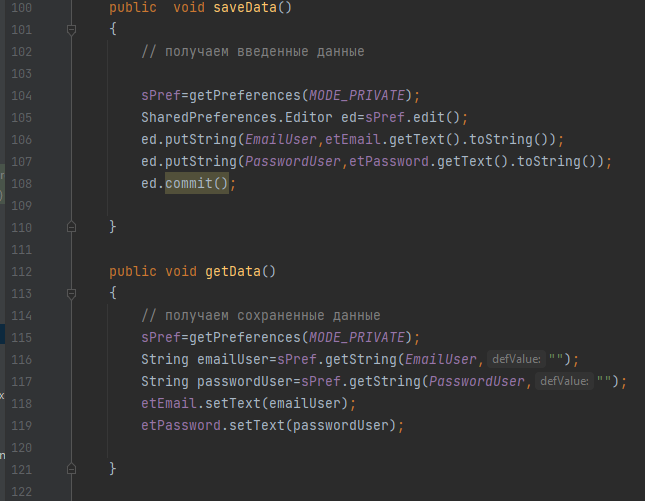 100 public  void saveData()
101 {
102 // получаем введенные данные
103
104 sPref=getPreferences(MODE_PRIVATE);
105 SharedPreferences.Editor ed=sPref.edit();
106 ed.putString(EmailUser,etEmail.getText().toString());
107 ed.putString(PasswordUser,etPassword.getText().toString());
108 ed.commit();
109
110 }
111
112 public void getData()
113 {
114 // получаем сохраненные данные
115 sPref=getPreferences(MODE_PRIVATE);
116 String emailUser=sPref.getString(EmailUser, defValue: "");
117 String passwordUser=sPref.getString(PasswordUser, defValue: "");
118 etEmail.setText(emailUser);
119 etPassword.setText(passwordUser);
120
121 }
122